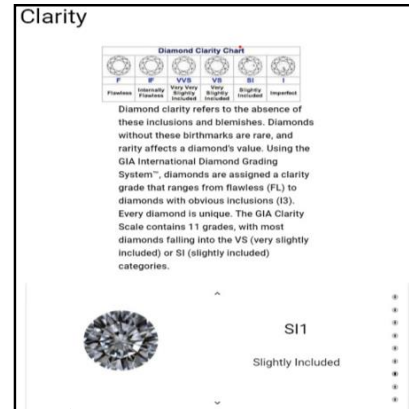 Clarity
Diamond Clarity Chart
F IF VVS VS SI I
Flawless Internally Flawless Very Very Slightly Included Very Slightly Included Slightly Included Imperfect
Diamond clarity refers to the absence of
these inclusions and blemishes. Diamonds
without these birthmarks are rare, and
rarity affects a diamond's value. Using the
GIA International Diamond Grading
System™, diamonds are assigned a clarity
grade that ranges from flawless (FL) to
diamonds with obvious inclusions (I3).
Every diamond is unique. The GIA Clarity
Scale contains 11 grades, with most
diamonds falling into the VS (very slightly
included) or SI (slightly included)
categories.
SI1
Slightly Included